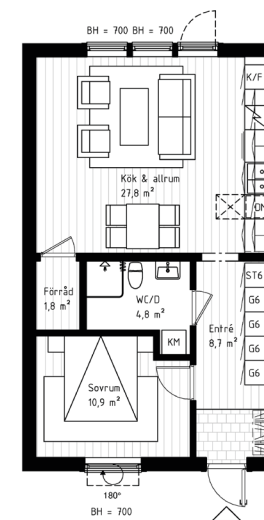 BH = 700 BH = 700
K/F
Kök & allrum
27,8 m²
DM
ST6
Förråd
1,8 m²
WC/D
4,8 m²
G6
G6
Entré
8,7 m²
G6
KM
G6
Sovrum
10,9 m²
180°
BH = 700